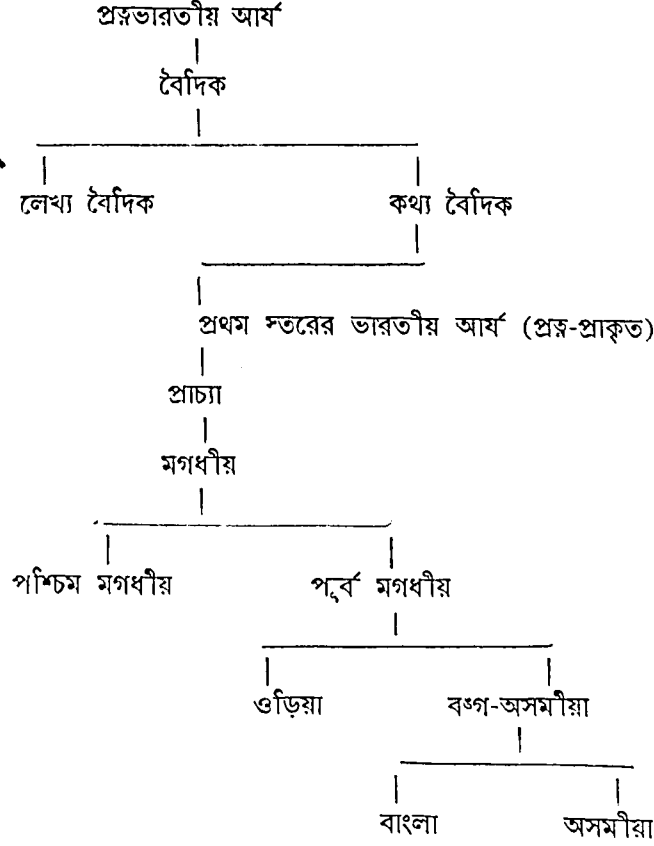 প্রত্নভারতীয় আর্য
বৈদিক
লেখ্য বৈদিক কথ্য বৈদিক
প্রথম স্তরের ভারতীয় আর্য (প্রত্ন-প্রাকৃত)
প্রাচ্যা
মগধীয়
পশ্চিম মগধীয় পূর্ব মগধীয়
ওড়িয়া বঙ্গ-অসমীয়া
বাংলা অসমীয়া